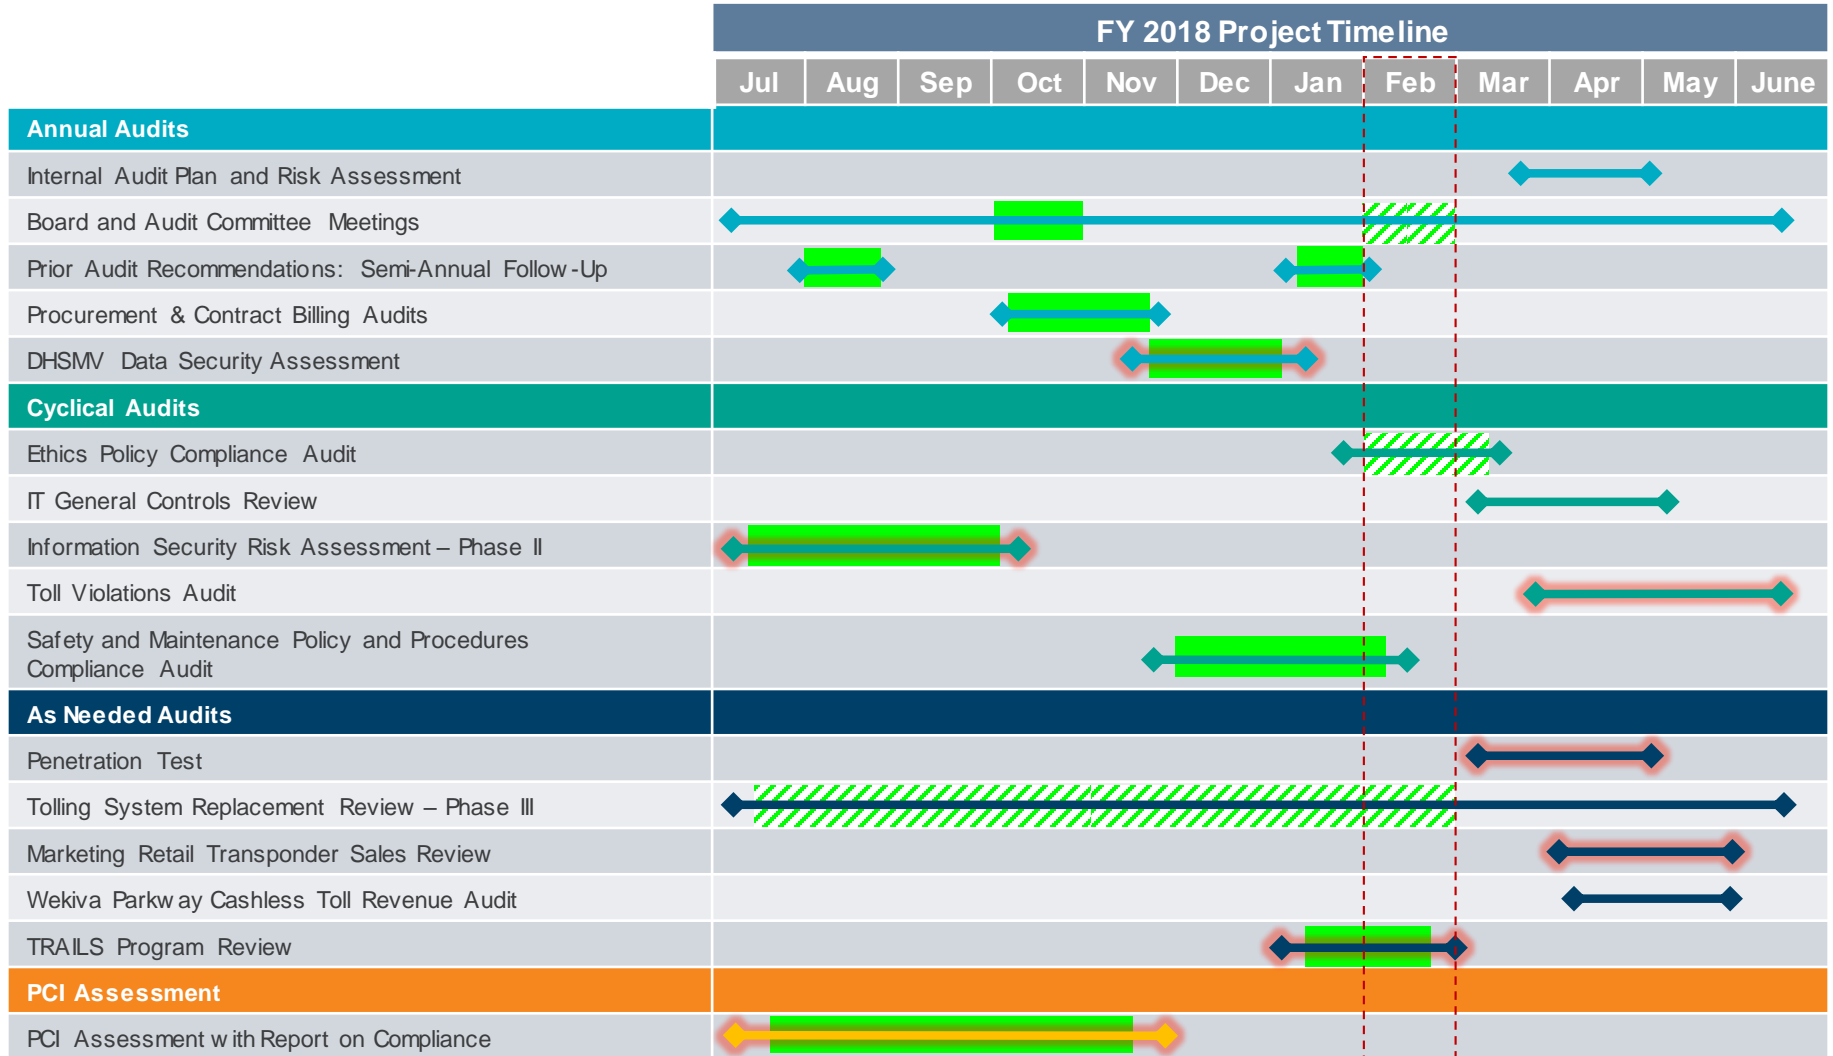 FY 2018 Project Timeline
Jul Aug Sep Oct Nov Dec Jan Feb Mar Apr May June
Annual Audits
Internal Audit Plan and Risk Assessment
Board and Audit Committee Meetings
Prior Audit Recommendations: Semi-Annual Follow-Up
Procurement & Contract Billing Audits
DHSMV Data Security Assessment
Cyclical Audits
Ethics Policy Compliance Audit
IT General Controls Review
Information Security Risk Assessment – Phase II
Toll Violations Audit
Safety and Maintenance Policy and Procedures
Compliance Audit
As Needed Audits
Penetration Test
Tolling System Replacement Review – Phase III
Marketing Retail Transponder Sales Review
Wekiva Parkway Cashless Toll Revenue Audit
TRAILS Program Review
PCI Assessment
PCI Assessment with Report on Compliance